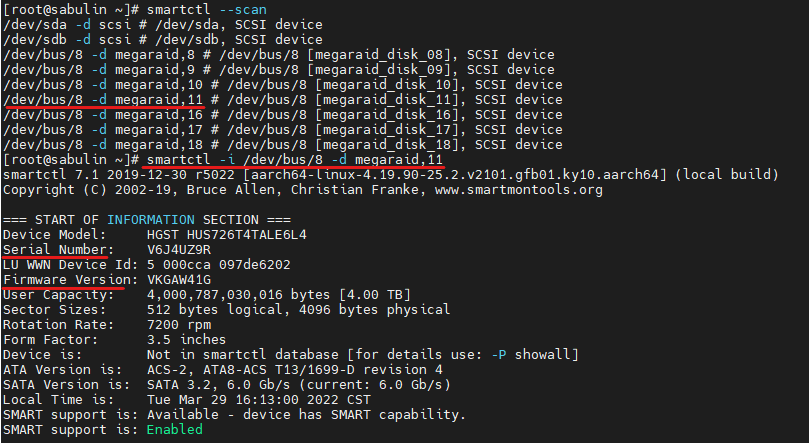 [root@sabulin ~]# smartctl --scan
/dev/sda -d scsi # /dev/sda, SCSI device
/dev/sdb -d scsi # /dev/sdb, SCSI device
/dev/bus/8 -d megaraid,8 # /dev/bus/8 [megaraid_disk_08], SCSI device
/dev/bus/8 -d megaraid,9 # /dev/bus/8 [megaraid_disk_09], SCSI device
/dev/bus/8 -d megaraid,10 # /dev/bus/8 [megaraid_disk_10], SCSI device
/dev/bus/8 -d megaraid,11 # /dev/bus/8 [megaraid_disk_11], SCSI device
/dev/bus/8 -d megaraid,16 # /dev/bus/8 [megaraid_disk_16], SCSI device
/dev/bus/8 -d megaraid,17 # /dev/bus/8 [megaraid_disk_17], SCSI device
/dev/bus/8 -d megaraid,18 # /dev/bus/8 [megaraid_disk_18], SCSI device
[root@sabulin ~]# smartctl -i /dev/bus/8 -d megaraid,11
smartctl 7.1 2019-12-30 r5022 [aarch64-linux-4.19.90-25.2.v2101.gfb01.ky10.aarch64] (local build)
Copyright (C) 2002-19, Bruce Allen, Christian Franke, www.smartmontools.org
=== START OF INFORMATION SECTION ===
Device Model:     HGST HUS726T4TALE6L4
Serial Number:    V6J4UZ9R
LU WWN Device Id: 5 000cca 097de6202
Firmware Version: VKGAW41G
User Capacity:    4,000,787,030,016 bytes [4.00 TB]
Sector Sizes:     512 bytes logical, 4096 bytes physical
Rotation Rate:    7200 rpm
Form Factor:      3.5 inches
Device is:        Not in smartctl database [for details use: -P showall]
ATA Version is:   ACS-2, ATA8-ACS T13/1699-D revision 4
SATA Version is:  SATA 3.2, 6.0 Gb/s (current: 6.0 Gb/s)
Local Time is:    Tue Mar 29 16:13:00 2022 CST
SMART support is: Available - device has SMART capability.
SMART support is: Enabled